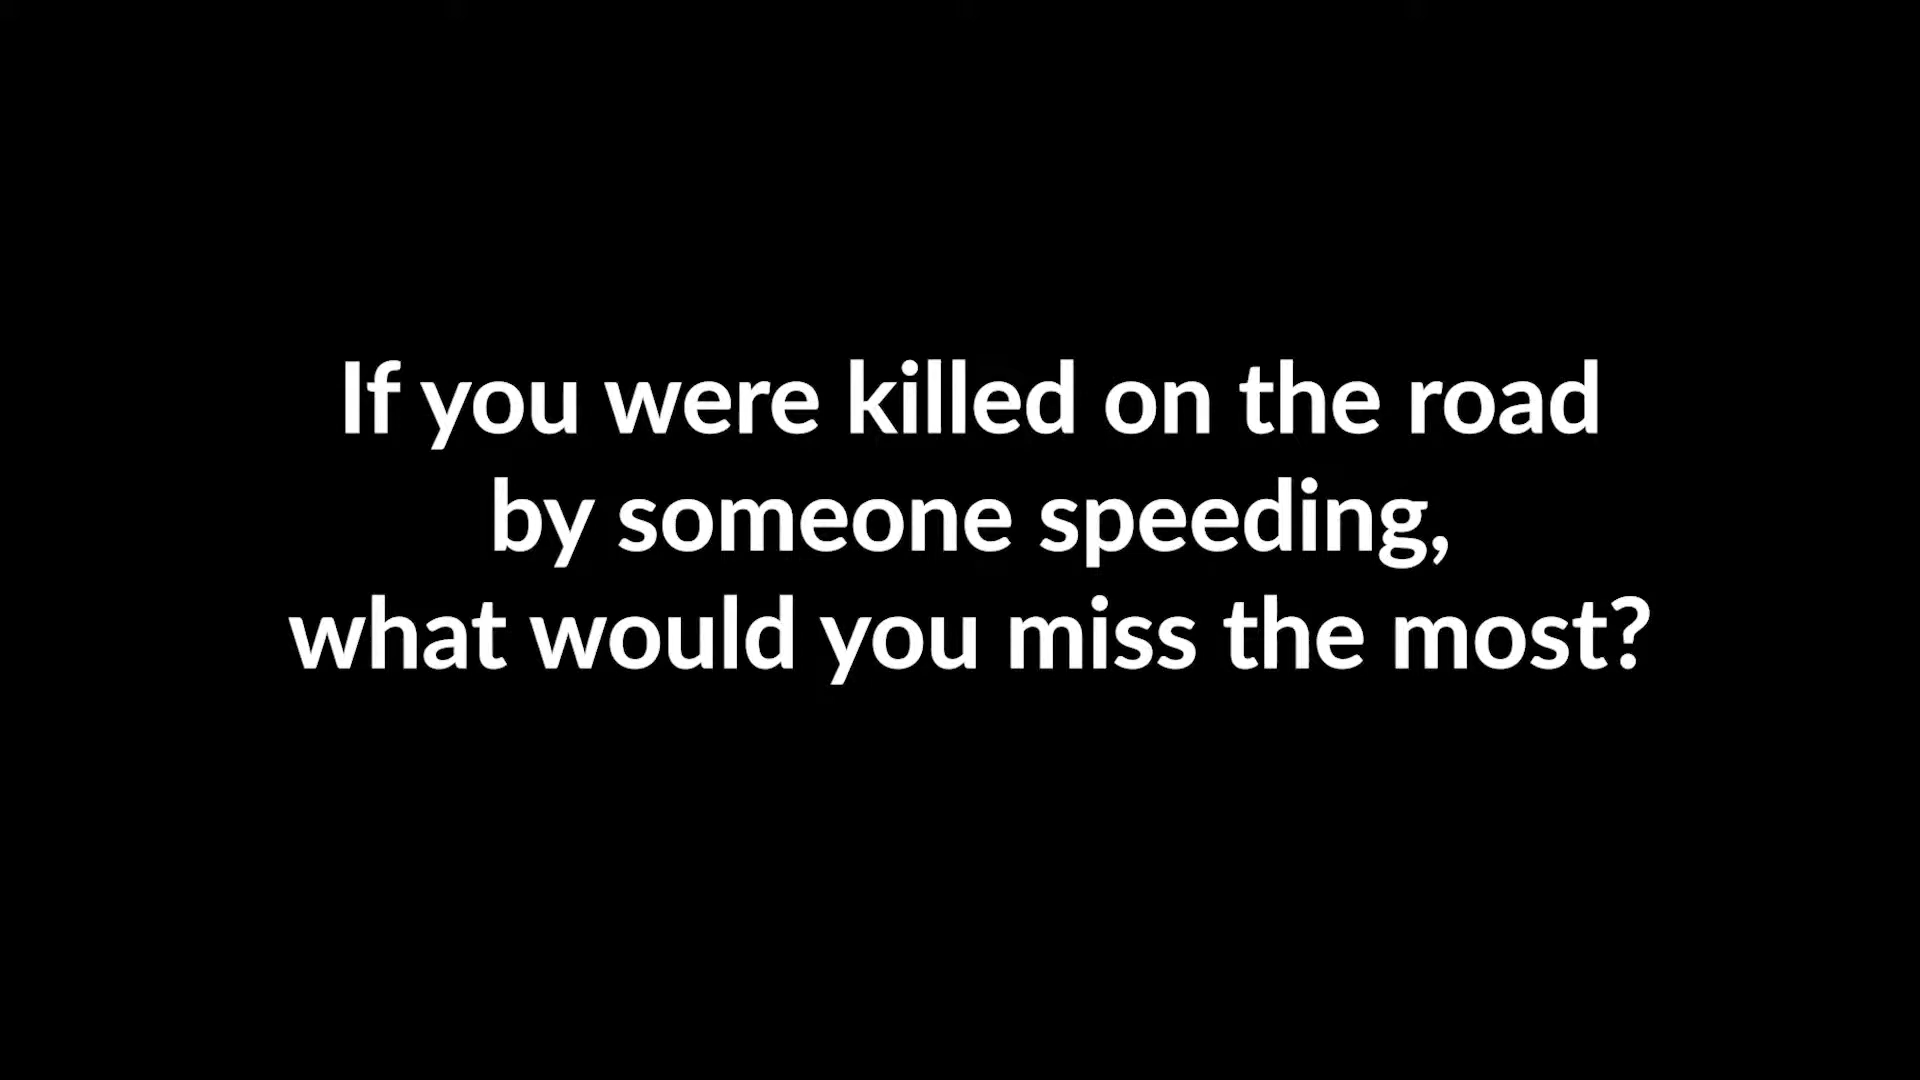 If you were killed on the road
by someone speeding,
what would you miss the most?